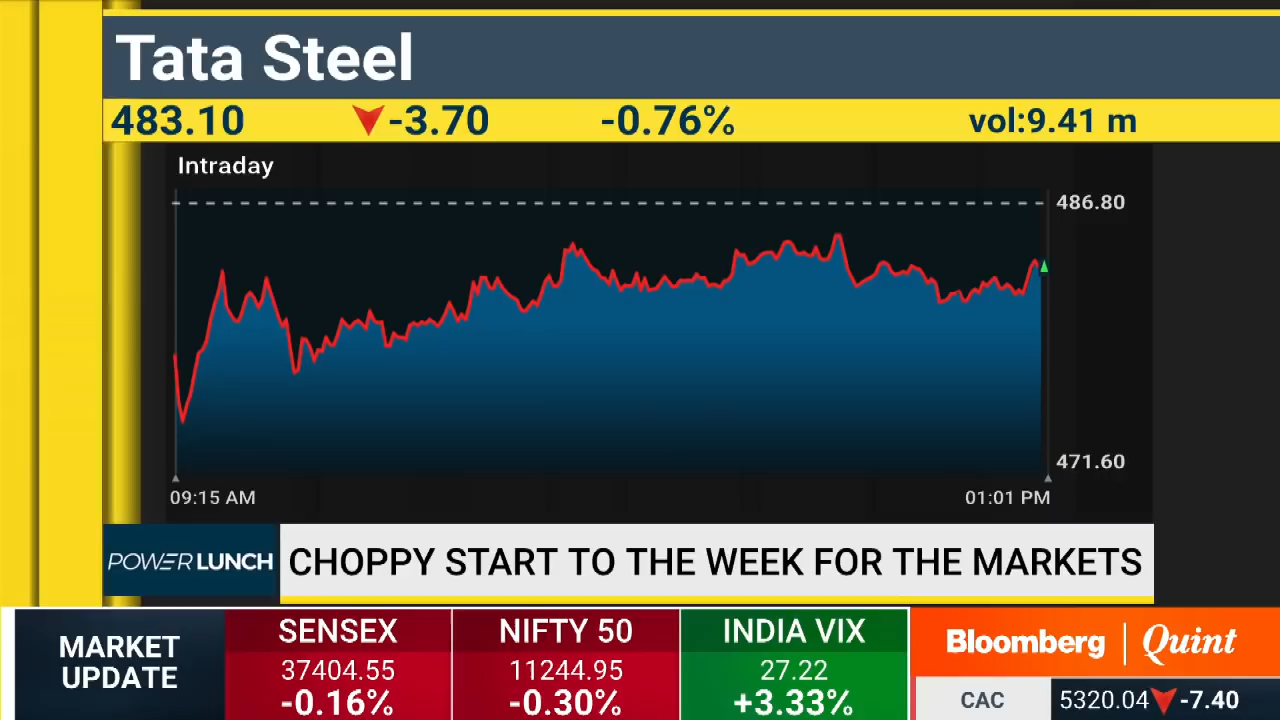 Tata Steel
483.10 -3.70 -0.76% vol:9.41 m
Intraday
486.80
471.60
09:15 AM 01:01 PM
POWER LUNCH CHOPPY START TO THE WEEK FOR THE MARKETS
MARKET UPDATE
SENSEX
37404.55
-0.16%
NIFTY 50
11244.95
-0.30%
INDIA VIX
27.22
+3.33%
Bloomberg | Quint
CAC 5320.04 -7.40